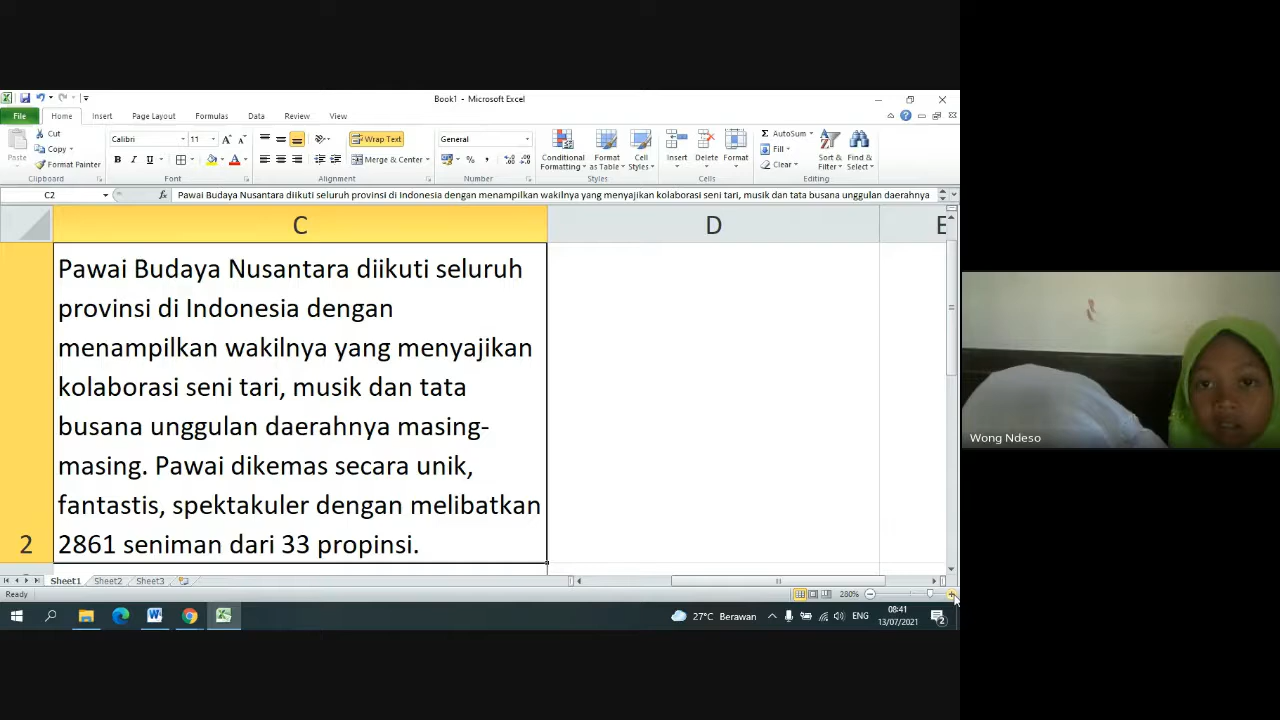 Book1 - Microsoft Excel
File Home Insert Page Layout Formulas Data Review View
Paste
Cut
Copy
Format Painter
Clipboard
Calibri 11
B I U
Font
Wrap Text
Merge & Center
Alignment
General
%
Number
Conditional Formatting
Format as Table
Cell Styles
Styles
Insert Delete Format
Cells
AutoSum
Fill
Clear
Sort & Filter
Find & Select
Editing
C2 fx Pawai Budaya Nusantara diikuti seluruh provinsi di Indonesia dengan menampilkan wakilnya yang menyajikan kolaborasi seni tari, musik dan tata busana unggulan daerahnya
C D E
Pawai Budaya Nusantara diikuti seluruh
provinsi di Indonesia dengan
menampilkan wakilnya yang menyajikan
kolaborasi seni tari, musik dan tata
busana unggulan daerahnya masing-
masing. Pawai dikemas secara unik,
fantastis, spektakuler dengan melibatkan
2861 seniman dari 33 propinsi.
2
Sheet1 Sheet2 Sheet3
Ready 280%
27°C Berawan ENG 08:41
13/07/2021
2
Wong Ndeso